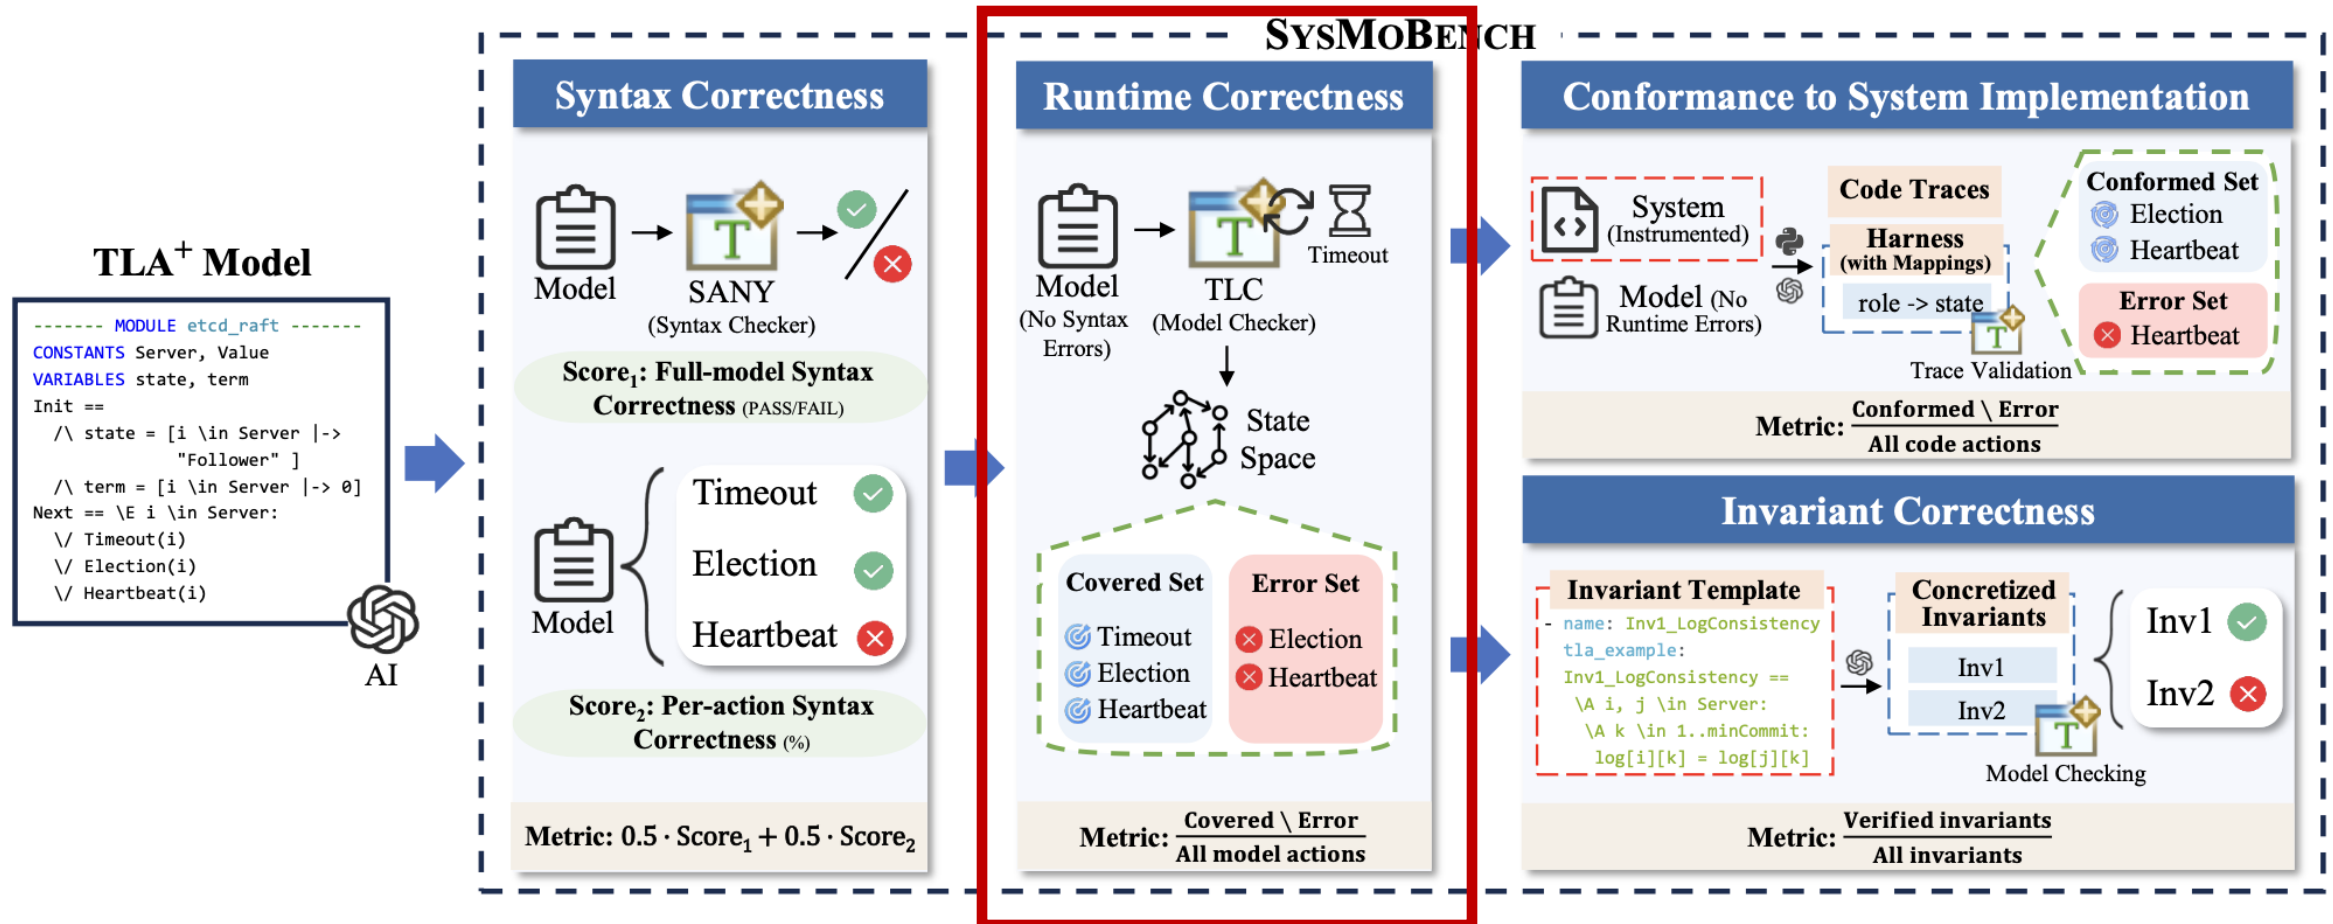 SYSMOBENCH
TLA+ Model
------- MODULE etcd_raft -------
CONSTANTS Server, Value
VARIABLES state, term
Init ==
/\ state = [i \in Server |->
"Follower" ]
/\ term = [i \in Server |-> 0]
Next == \E i \in Server:
\/ Timeout(i)
\/ Election(i)
\/ Heartbeat(i)
AI
Syntax Correctness
Model
T
SANY
(Syntax Checker)
Score1: Full-model Syntax
Correctness (PASS/FAIL)
Model
Timeout
Election
Heartbeat
Score2: Per-action Syntax
Correctness (%)
Metric: 0.5 · Score1 + 0.5 · Score2
Runtime Correctness
Model
(No Syntax
Errors)
T
TLC
(Model Checker)
Timeout
State
Space
Covered Set
Timeout
Election
Heartbeat
Error Set
Election
Heartbeat
Metric: Covered \ Error
All model actions
Conformance to System Implementation
System
(Instrumented)
Model (No
Runtime Errors)
Code Traces
Harness
(with Mappings)
role -> state
T
Trace Validation
Conformed Set
Election
Heartbeat
Error Set
Heartbeat
Metric: Conformed \ Error
All code actions
Invariant Correctness
Invariant Template
- name: Inv1_LogConsistency
tla_example:
Inv1_LogConsistency ==
\A i, j \in Server:
\A k \in 1..minCommit:
log[i][k] = log[j][k]
Concretized
Invariants
Inv1
Inv2
T
Model Checking
Inv1
Inv2
Metric: Verified invariants
All invariants